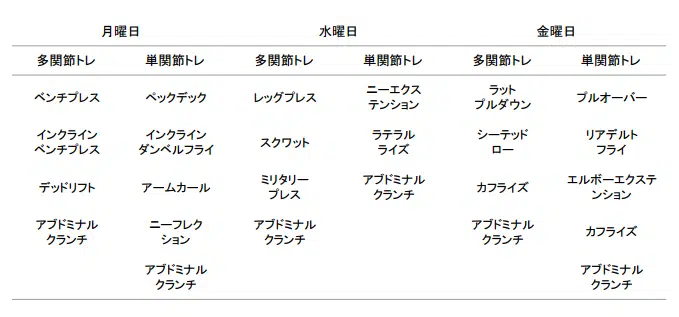 月曜日 水曜日 金曜日
多関節トレ 単関節トレ 多関節トレ 単関節トレ 多関節トレ 単関節トレ
ベンチプレス ペックデック レッグプレス ニーエクス
テンション ラット
プルダウン プルオーバー
インクライン
ベンチプレス インクライン
ダンベルフライ スクワット ラテラル
ライズ シーテッド
ロー リアデルト
フライ
デッドリフト アームカール ミリタリー
プレス アブドミナル
クランチ カフライズ エルボーエクステ
ンション
アブドミナル
クランチ ニーフレク
ション アブドミナル
クランチ アブドミナル
クランチ カフライズ
アブドミナル
クランチ アブドミナル
クランチ